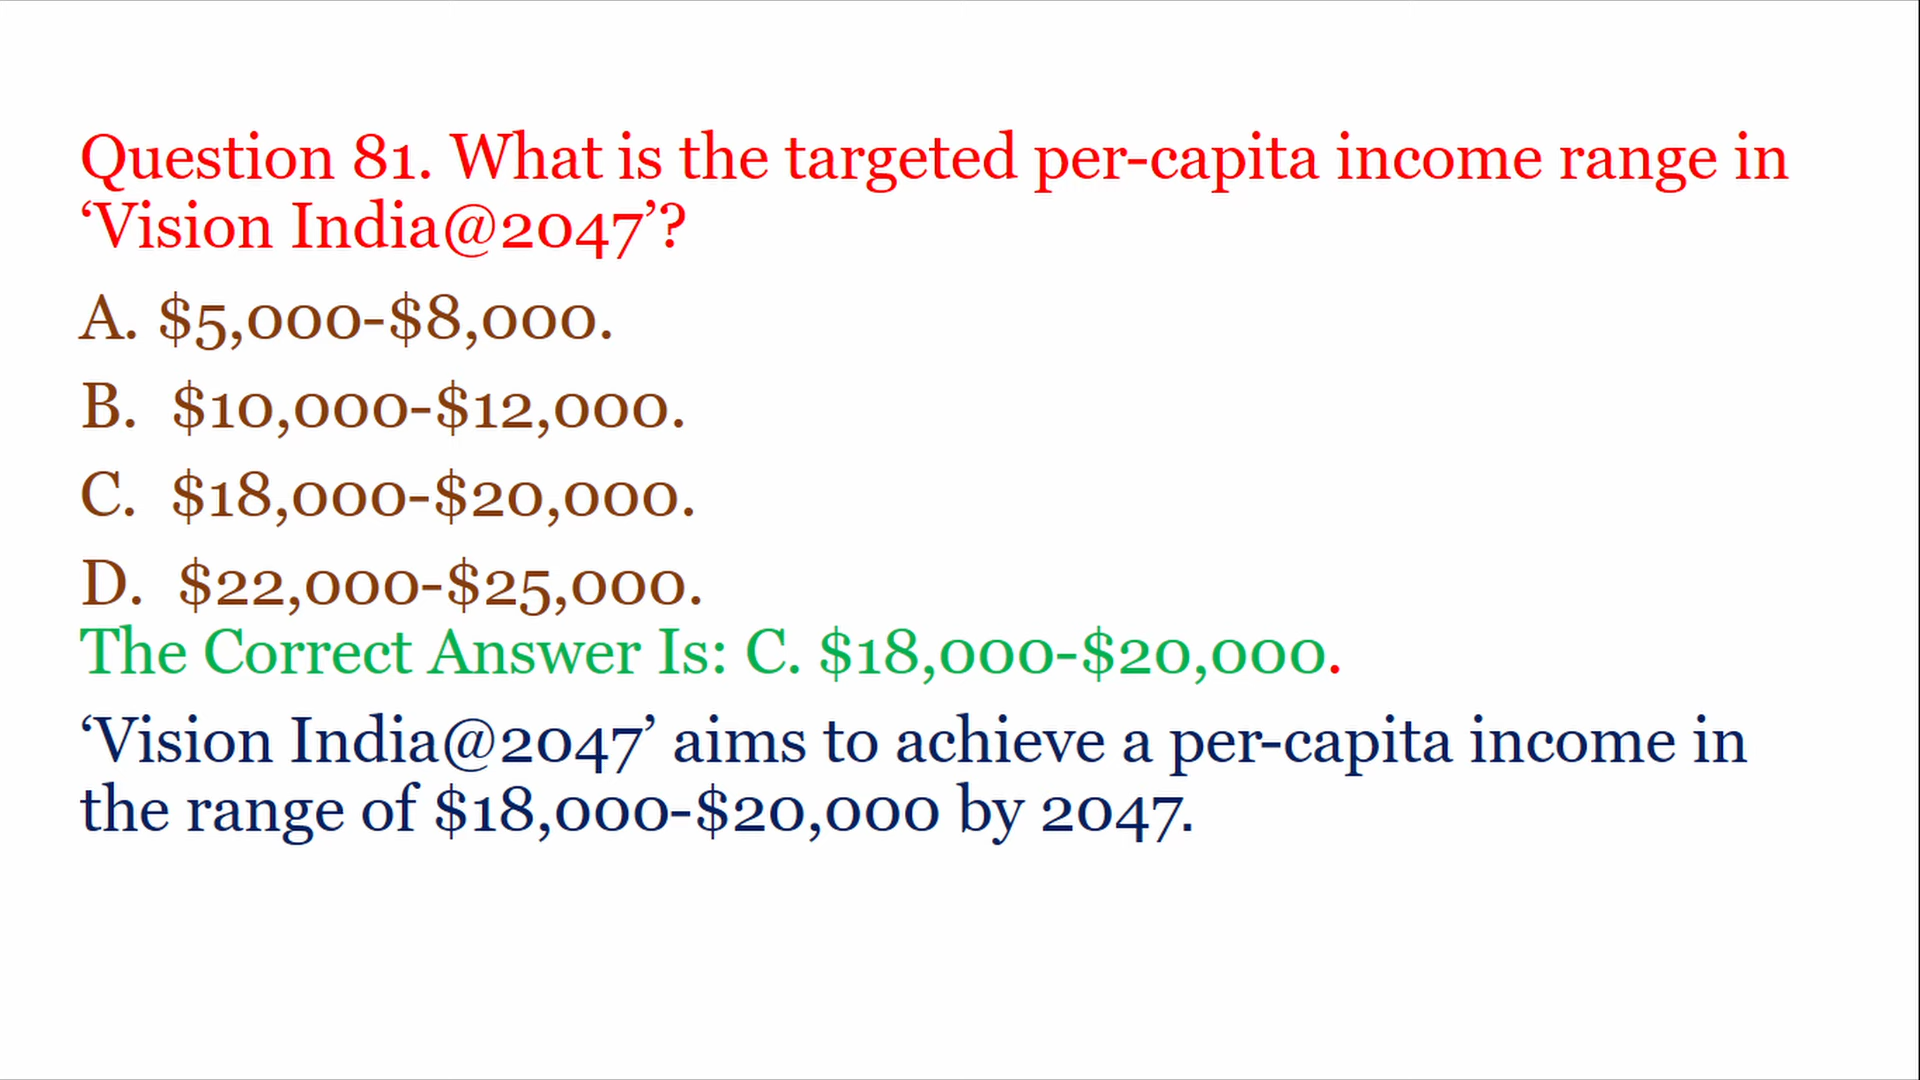 Question 81. What is the targeted per-capita income range in
‘Vision India@2047’?
A. $5,000-$8,000.
B. $10,000-$12,000.
C. $18,000-$20,000.
D. $22,000-$25,000.
The Correct Answer Is: C. $18,000-$20,000.
‘Vision India@2047’ aims to achieve a per-capita income in
the range of $18,000-$20,000 by 2047.